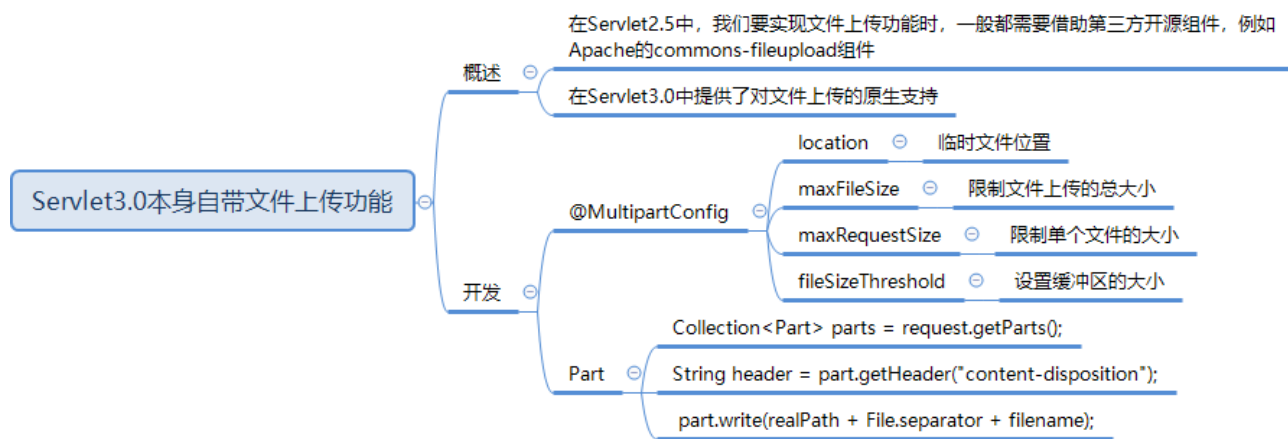 Servlet3.0本身自带文件上传功能
概述
在Servlet2.5中，我们要实现文件上传功能时，一般都需要借助第三方开源组件，例如
Apache的commons-fileupload组件
在Servlet3.0中提供了对文件上传的原生支持
开发
@MultipartConfig
location
临时文件位置
maxFileSize
限制文件上传的总大小
maxRequestSize
限制单个文件的大小
fileSizeThreshold
设置缓冲区的大小
Part
Collection<Part> parts = request.getParts();
String header = part.getHeader("content-disposition");
part.write(realPath + File.separator + filename);